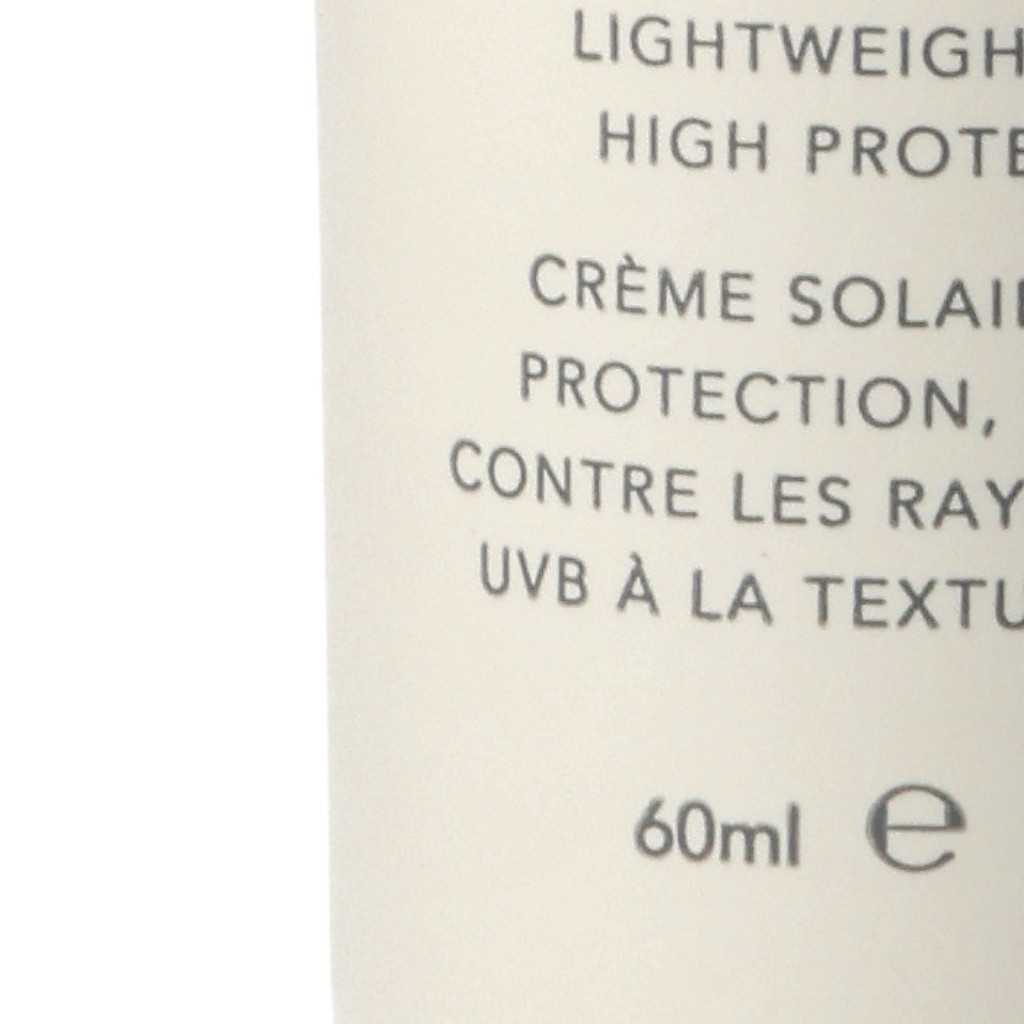 LIGHTWEIGH
HIGH PROTE
CRÈME SOLAI
PROTECTION,
CONTRE LES RAY
UVB À LA TEXTU
60ml e